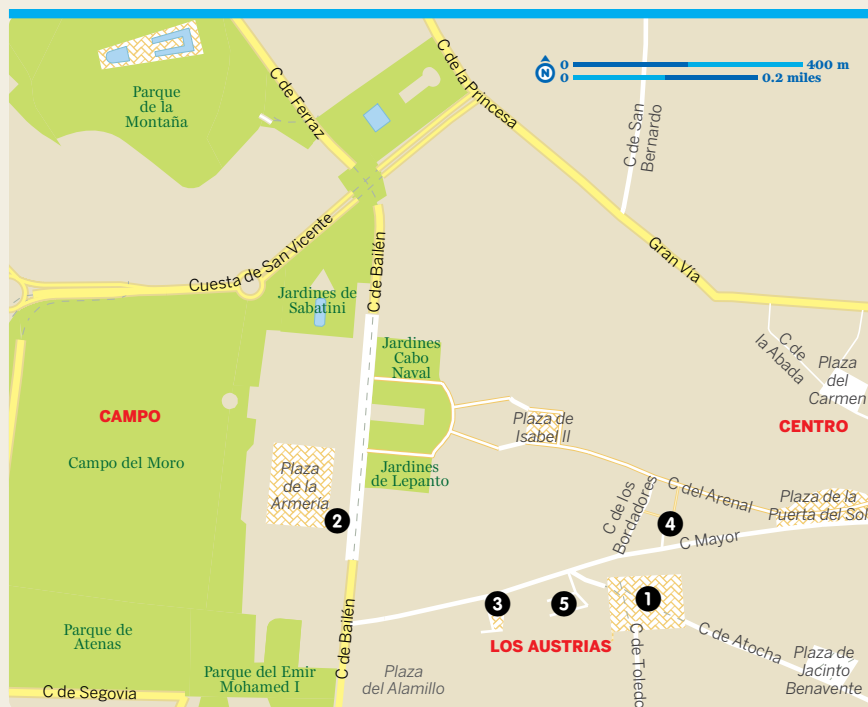 0
400 m
N
0
0.2 miles
Parque
de la
Montaña
C de Ferraz
C de la Princesa
C de San
Bernardo
Cuesta de San Vicente
C de Bailén
Gran Vía
Jardines de
Sabatini
Jardines
Cabo
Naval
C de
la Abada
Plaza
del
Carmen
CAMPO
CENTRO
Plaza de
Isabel II
Campo del Moro
Plaza
de la
Armería
Jardines
de Lepanto
C de los
Bordadores
C del Arenal
Plaza de la
Puerta del Sol
2
4
C Mayor
3
5
1
Parque de
Atenas
C de Bailén
LOS AUSTRIAS
C de Toledo
C de Atocha
Plaza de
Jacinto
Benavente
Parque del Emir
Mohamed I
Plaza
del Alamillo
C de Segovia